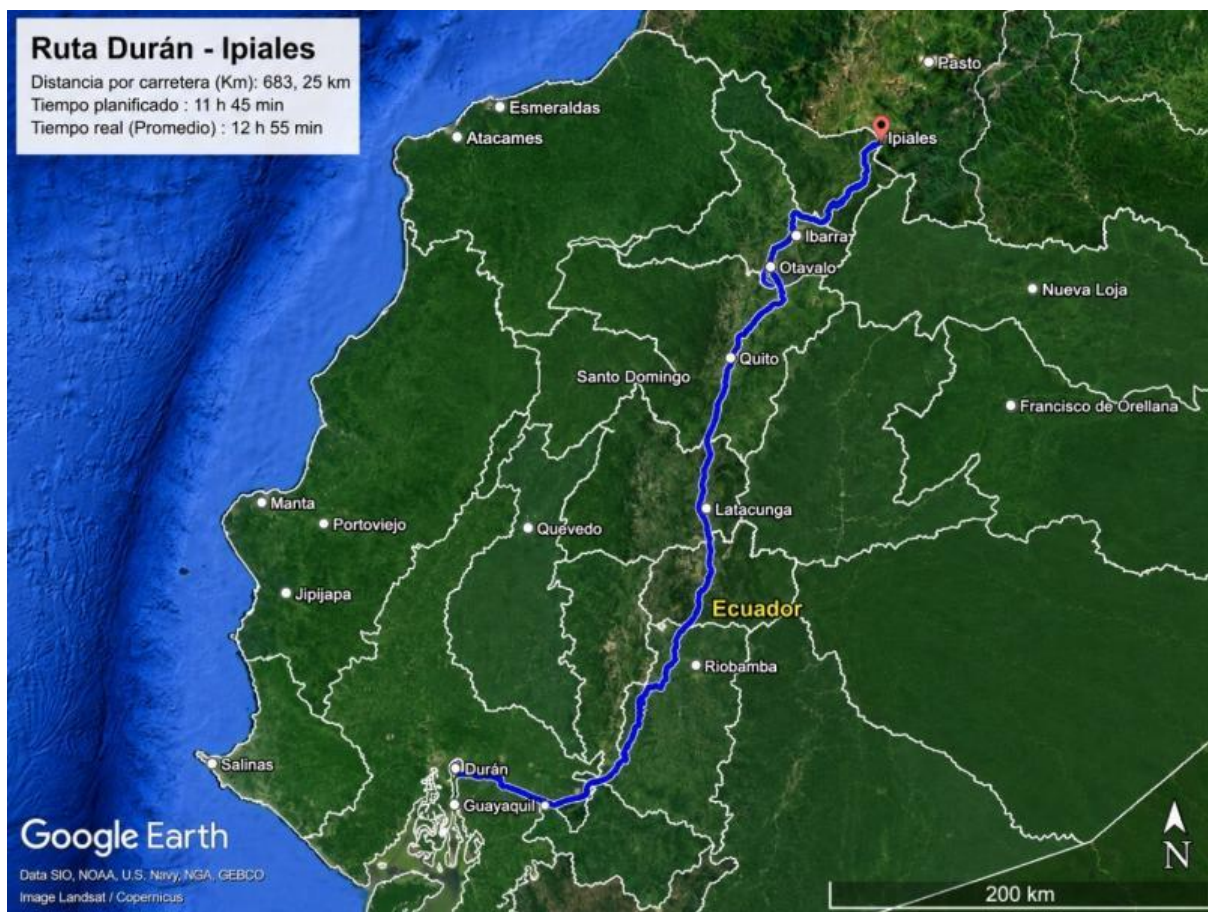 Ruta Durán - Ipiales
Distancia por carretera (Km): 683, 25 km
Tiempo planificado : 11 h 45 min
Tiempo real (Promedio) : 12 h 55 min
Pasto
Esmeraldas
Atacames
Ipiales
Ibarra
Otavalo
Nueva Loja
Quito
Santo Domingo
Francisco de Orellana
Manta
Portoviejo
Quevedo
Latacunga
Jipijapa
Ecuador
Riobamba
Salinas
Durán
Guayaquil
Google Earth
Data SIO, NOAA, U.S. Navy, NGA, GEBCO
Image Landsat / Copernicus
N
200 km